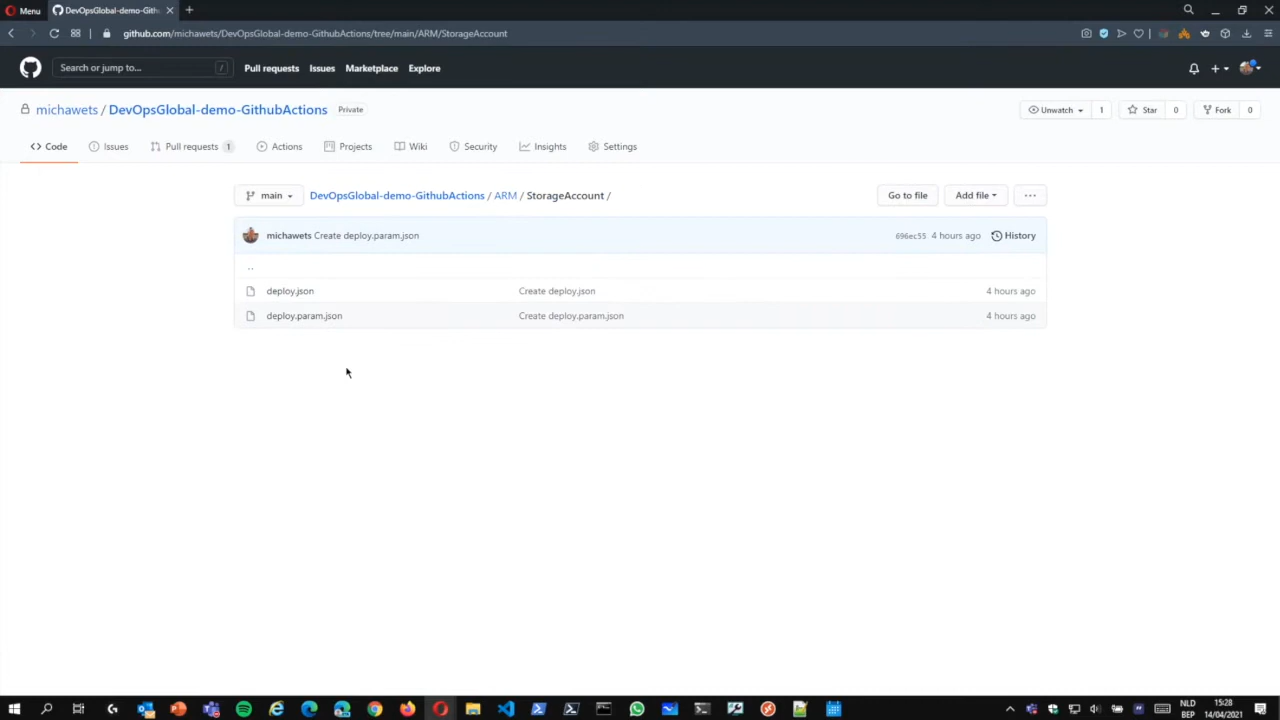 Menu
DevOpsGlobal-demo-Gith
github.com/michawets/DevOpsGlobal-demo-GithubActions/tree/main/ARM/StorageAccount
Search or jump to...
/
Pull requests
Issues
Marketplace
Explore
michawets / DevOpsGlobal-demo-GithubActions
Private
Unwatch
1
Star
0
Fork
0
Code
Issues
Pull requests 1
Actions
Projects
Wiki
Security
Insights
Settings
main
DevOpsGlobal-demo-GithubActions / ARM / StorageAccount /
Go to file
Add file
...
michawets Create deploy.param.json
696ec55 4 hours ago
History
..
deploy.json
Create deploy.json
4 hours ago
deploy.param.json
Create deploy.param.json
4 hours ago
NLD
BEP
15:28
14/04/2021